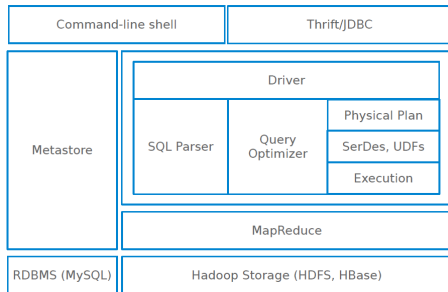 Command-line shell
Thrift/JDBC
Metastore
Driver
SQL Parser
Query
Optimizer
Physical Plan
SerDes, UDFs
Execution
MapReduce
RDBMS (MySQL)
Hadoop Storage (HDFS, HBase)